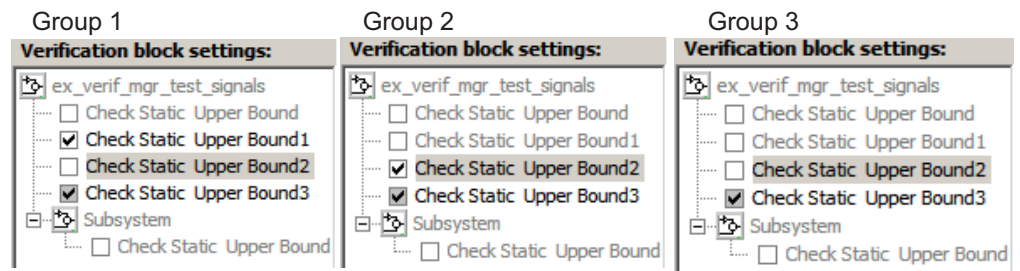 Group 1
Verification block settings:
ex_verif_mgr_test_signals
Check Static Upper Bound
Check Static Upper Bound1
Check Static Upper Bound2
Check Static Upper Bound3
Subsystem
Check Static Upper Bound
Group 2
Verification block settings:
ex_verif_mgr_test_signals
Check Static Upper Bound
Check Static Upper Bound1
Check Static Upper Bound2
Check Static Upper Bound3
Subsystem
Check Static Upper Bound
Group 3
Verification block settings:
ex_verif_mgr_test_signals
Check Static Upper Bound
Check Static Upper Bound1
Check Static Upper Bound2
Check Static Upper Bound3
Subsystem
Check Static Upper Bound